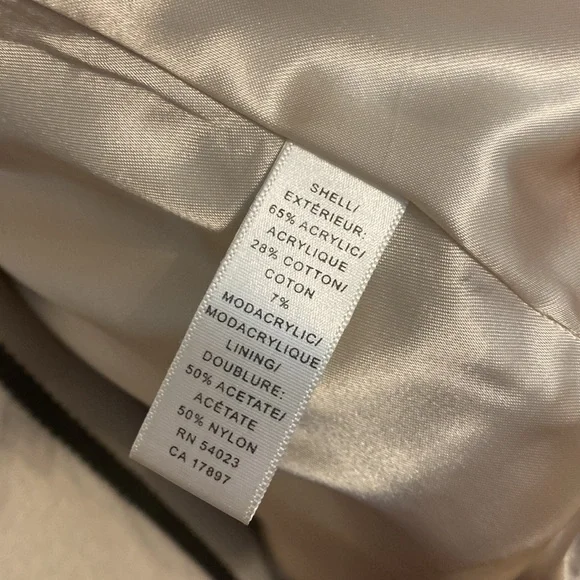 SHELL/
EXTÉRIEUR:
65% ACRYLIC/
ACRYLIQUE
28% COTTON/
COTON
7%
MODACRYLIC/
MODACRYLIQUE
LINING/
DOUBLURE:
50% ACETATE/
ACÉTATE
50% NYLON
RN 54023
CA 17897